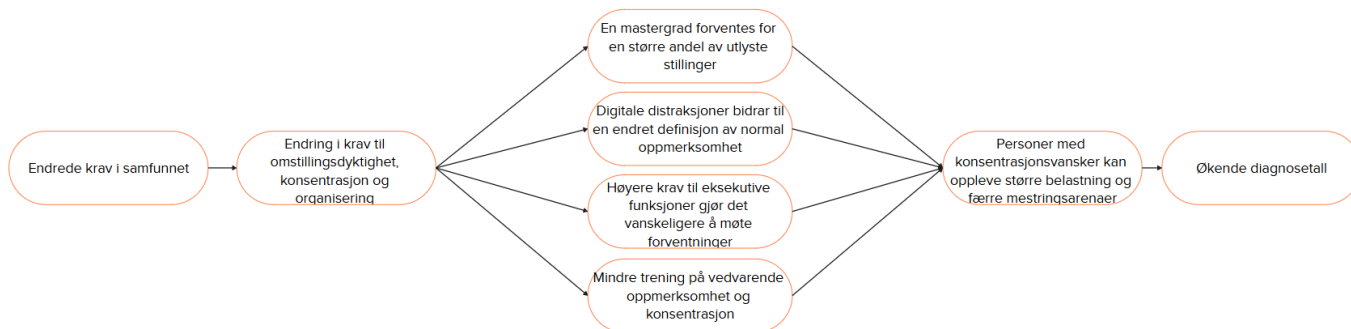 Endrede krav i samfunnet
Endring i krav til
omstillingsdyktighet,
konsentrasjon og
organisering
En mastergrad forventes for
en større andel av utlyste
stillinger
Digitale distraksjoner bidrar til
en endret definisjon av normal
oppmerksomhet
Høyere krav til eksekutive
funksjoner gjør det
vanskeligere å møte
forventninger
Mindre trening på vedvarende
oppmerksomhet og
konsentrasjon
Personer med
konsentrasjonsvansker kan
oppleve større belastning og
færre mestringsarenaer
Økende diagnosetall